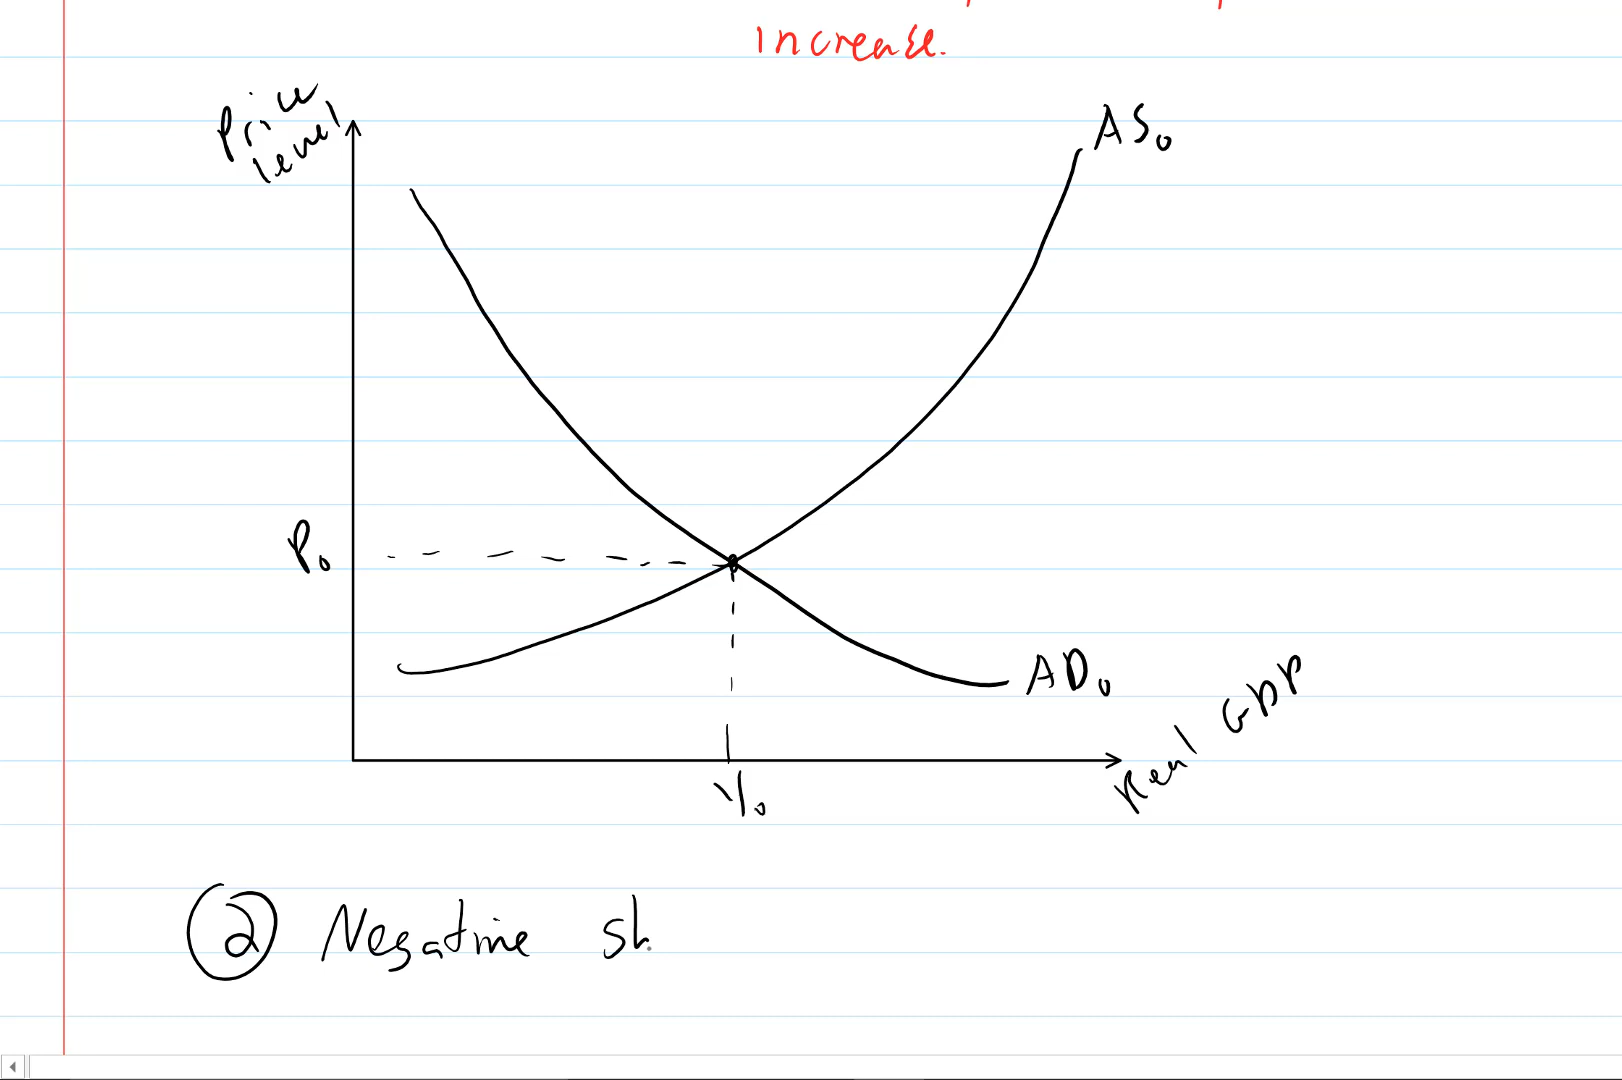 increase.
Price
level
AS₀
P₀
AD₀
Real GDP
Y₀
② Negative sh